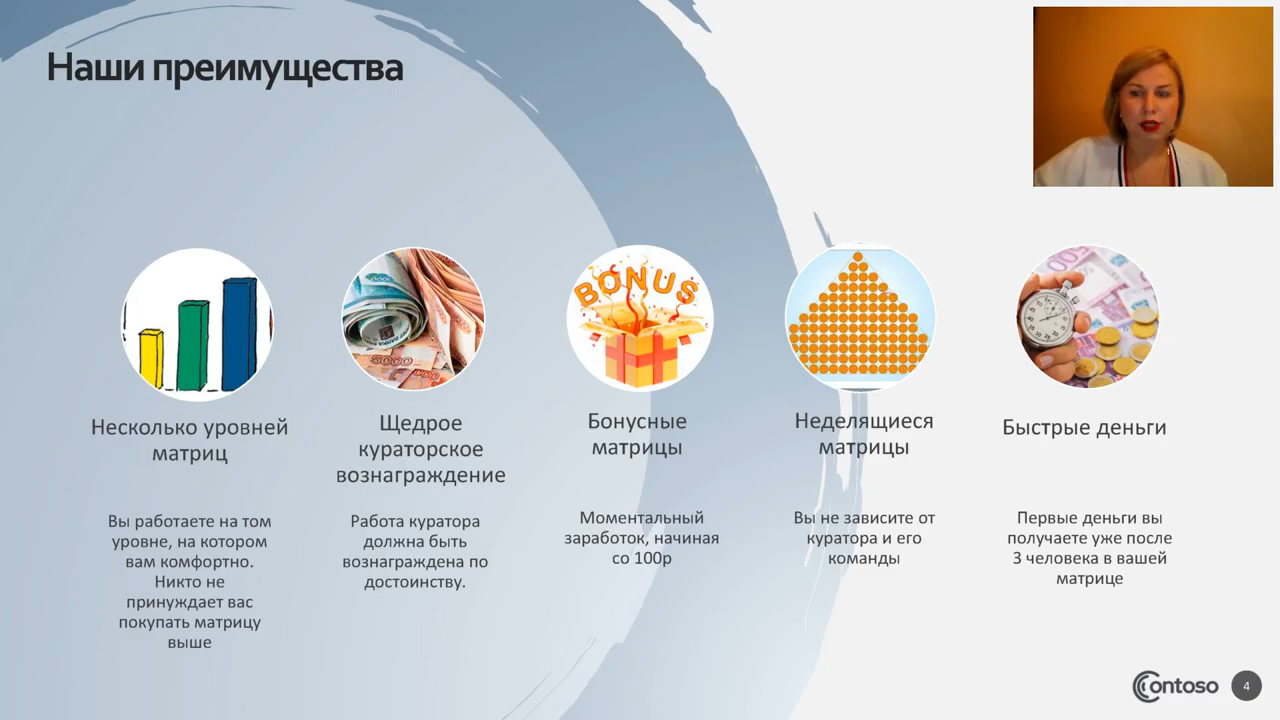 Наши преимущества
BONUS
5000
Несколько уровней
матриц
Вы работаете на том
уровне, на котором
вам комфортно.
Никто не
принуждает вас
покупать матрицу
выше
Щедрое
кураторское
вознаграждение
Работа куратора
должна быть
вознаграждена по
достоинству.
Бонусные
матрицы
Моментальный
заработок, начиная
со 100р
Неделящиеся
матрицы
Вы не зависите от
куратора и его
команды
Быстрые деньги
Первые деньги вы
получаете уже после
3 человека в вашей
матрице
Contoso
4